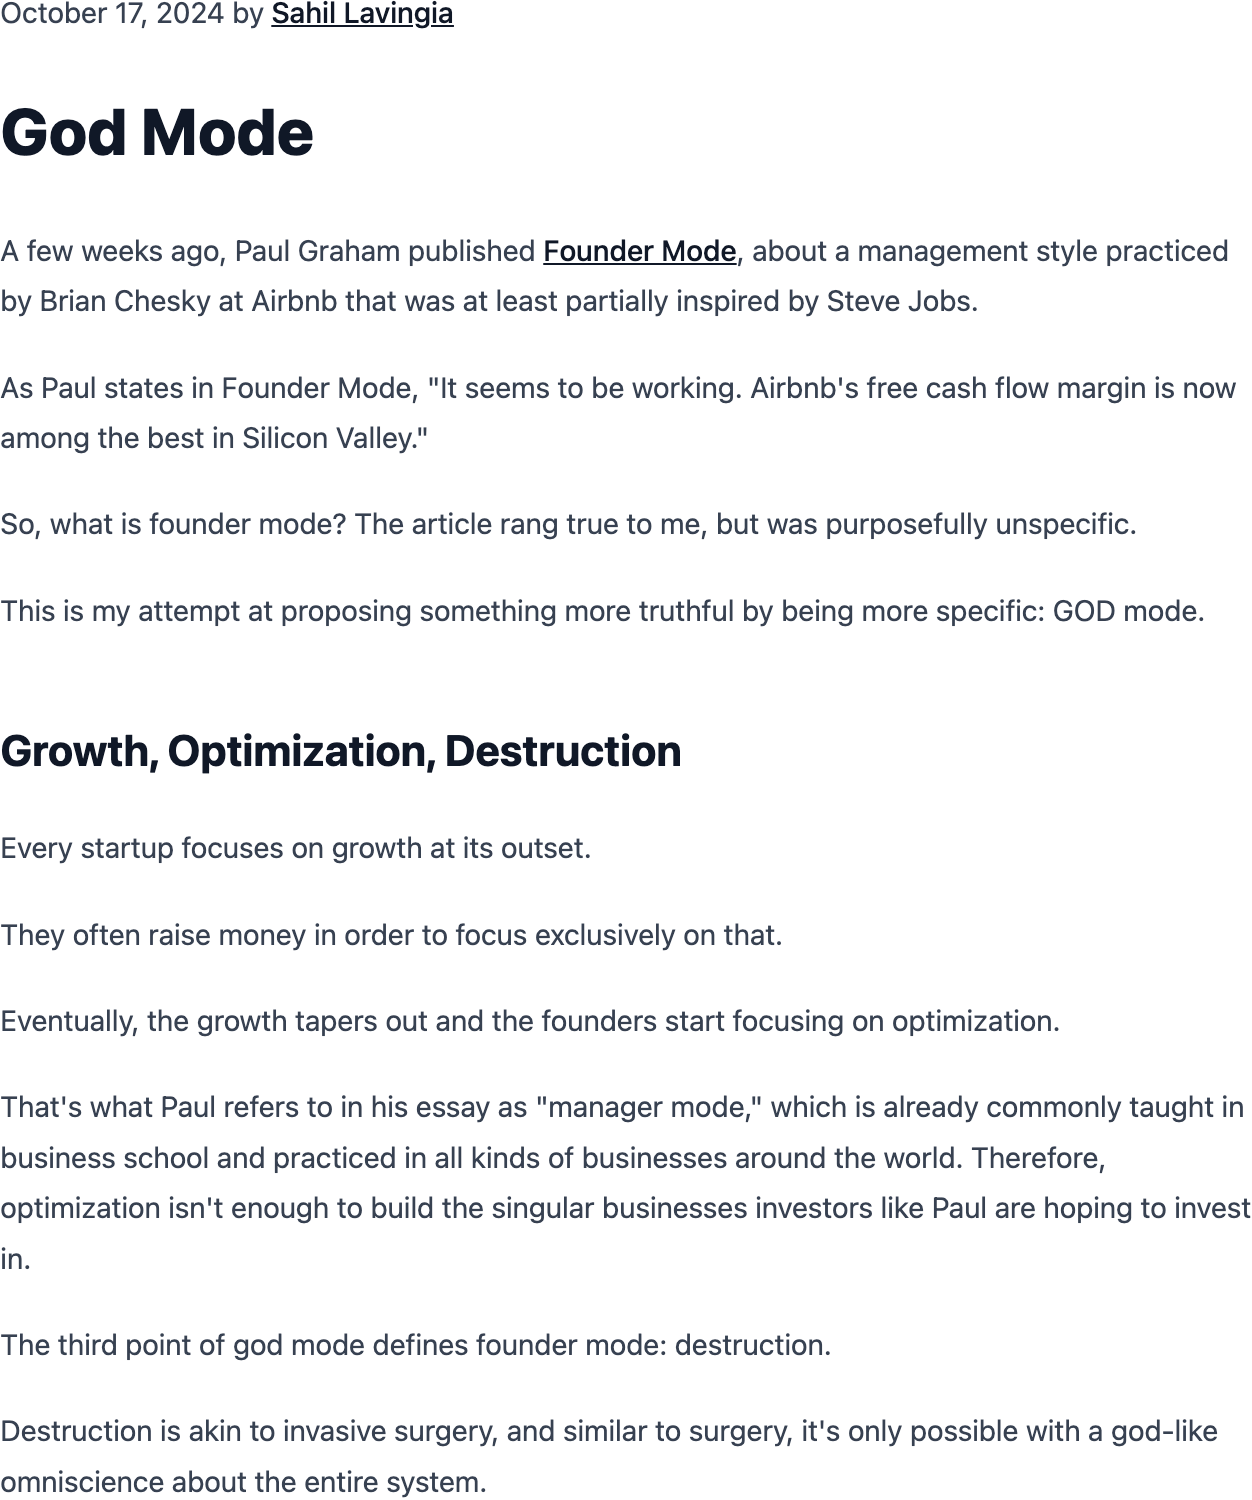 October 17, 2024 by Sahil Lavingia
God Mode
A few weeks ago, Paul Graham published Founder Mode, about a management style practiced
by Brian Chesky at Airbnb that was at least partially inspired by Steve Jobs.
As Paul states in Founder Mode, "It seems to be working. Airbnb's free cash flow margin is now
among the best in Silicon Valley."
So, what is founder mode? The article rang true to me, but was purposefully unspecific.
This is my attempt at proposing something more truthful by being more specific: GOD mode.
Growth, Optimization, Destruction
Every startup focuses on growth at its outset.
They often raise money in order to focus exclusively on that.
Eventually, the growth tapers out and the founders start focusing on optimization.
That's what Paul refers to in his essay as "manager mode," which is already commonly taught in
business school and practiced in all kinds of businesses around the world. Therefore,
optimization isn't enough to build the singular businesses investors like Paul are hoping to invest
in.
The third point of god mode defines founder mode: destruction.
Destruction is akin to invasive surgery, and similar to surgery, it's only possible with a god-like
omniscience about the entire system.